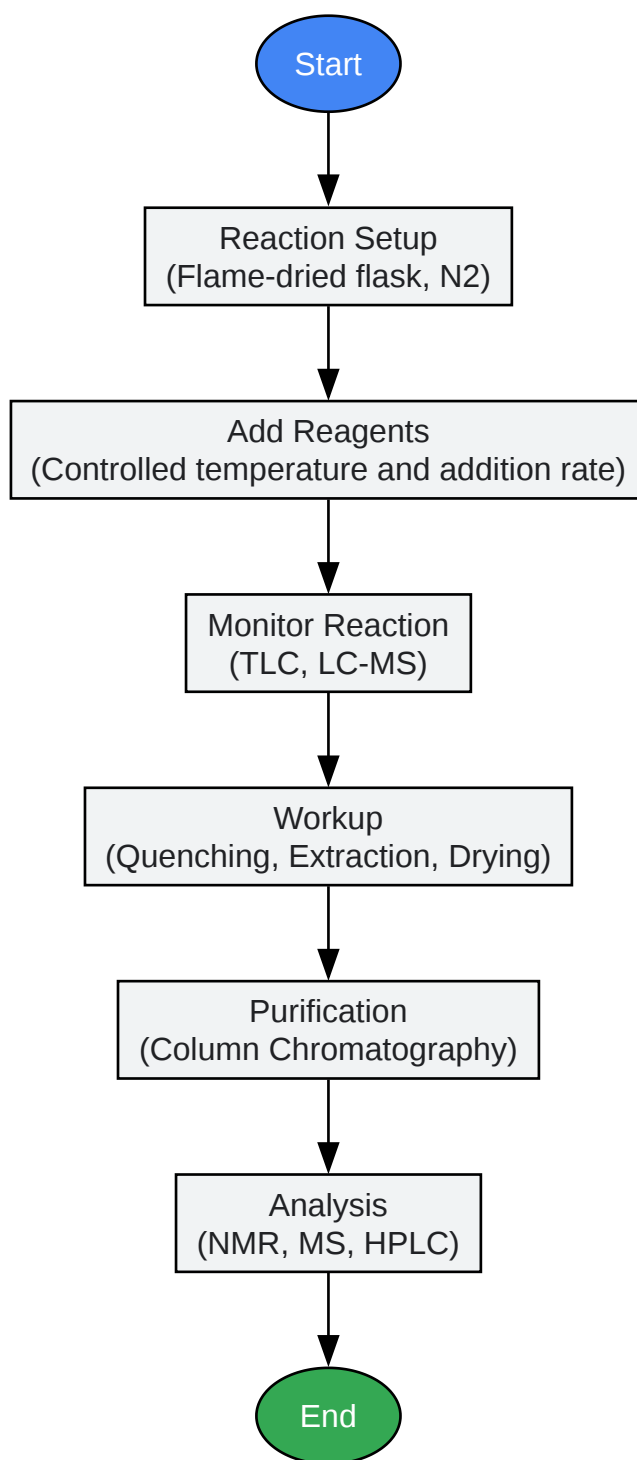 Start
Reaction Setup
(Flame-dried flask, N2)
Add Reagents
(Controlled temperature and addition rate)
Monitor Reaction
(TLC, LC-MS)
Workup
(Quenching, Extraction, Drying)
Purification
(Column Chromatography)
Analysis
(NMR, MS, HPLC)
End